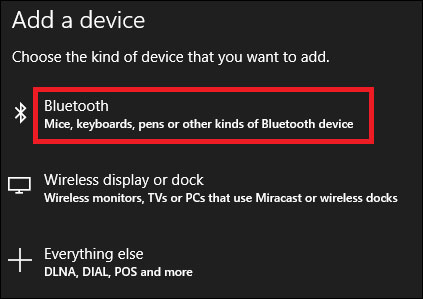 Add a device
Choose the kind of device that you want to add.
Bluetooth
Mice, keyboards, pens or other kinds of Bluetooth device
Wireless display or dock
Wireless monitors, TVs or PCs that use Miracast or wireless docks
Everything else
DLNA, DIAL, POS and more